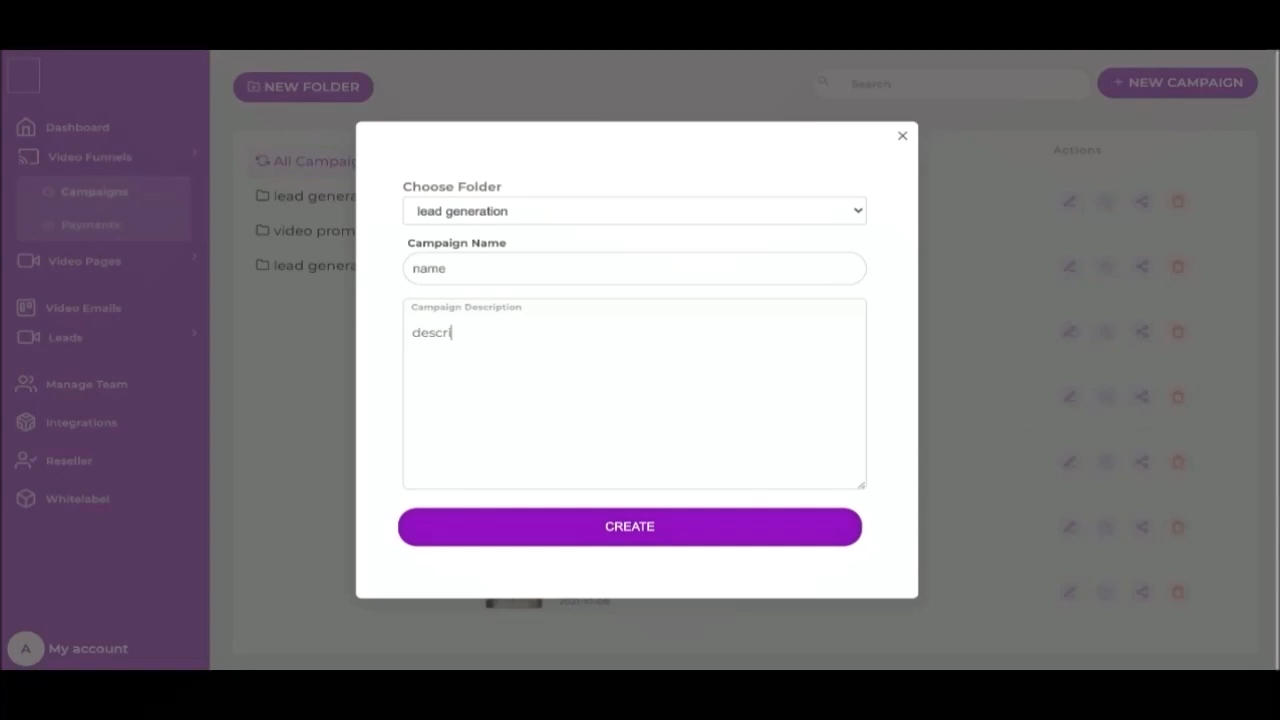 NEW FOLDER
Search
+ NEW CAMPAIGN
Dashboard
Video Funnels
Campaigns
Payments
Video Pages
Video Emails
Leads
Manage Team
Integrations
Reseller
Whitelabel
A My account
All Campaig
lead genera
video prom
lead genera
Actions
×
Choose Folder
lead generation
Campaign Name
name
Campaign Description
descri
CREATE